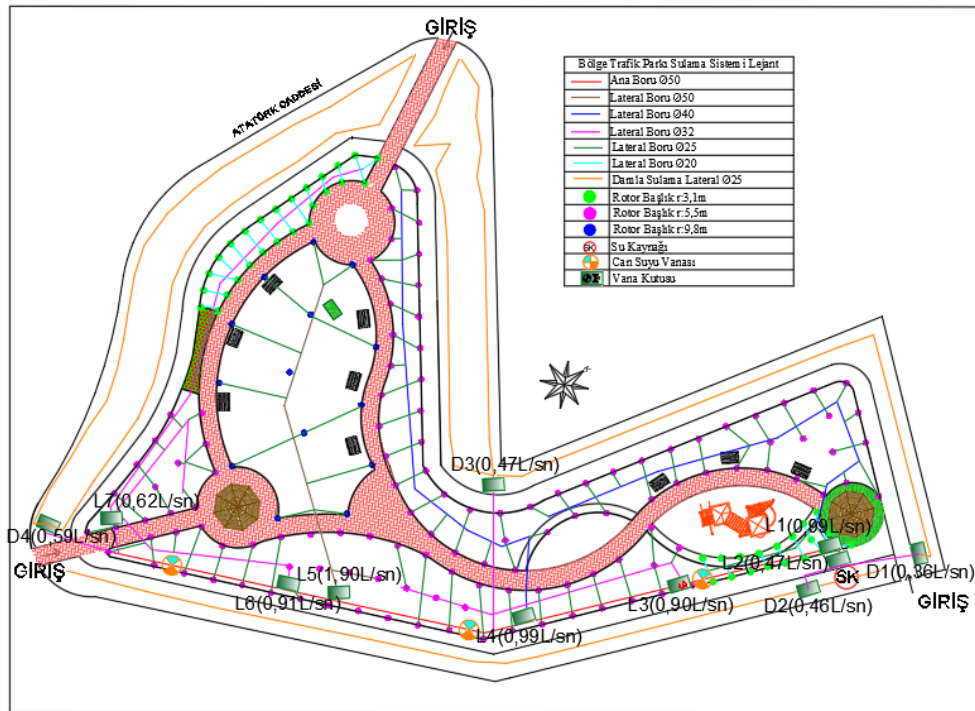 GİRİŞ
ATATÜRK CADDESİ
Bölge Trafik Parkı Sulama Sistemi Lejant
Ana Boru Ø50
Lateral Boru Ø50
Lateral Boru Ø40
Lateral Boru Ø32
Lateral Boru Ø25
Lateral Boru Ø20
Damla Sulama Lateral Ø25
Rotor Başlık r:3,1m
Rotor Başlık r:5,5m
Rotor Başlık r:9,8m
SK Su Kaynağı
Can Suyu Vanası
Vana Kutusu
D3(0,47L/sn)
L7(0,62L/sn)
D4(0,59L/sn)
GİRİŞ
L1(0,99L/sn)
L2(0,47L/sn)
D1(0,36L/sn)
SK
L5(1,90L/sn)
L6(0,91L/sn)
L3(0,90L/sn)
D2(0,46L/sn)
GİRİŞ
L4(0,99L/sn)